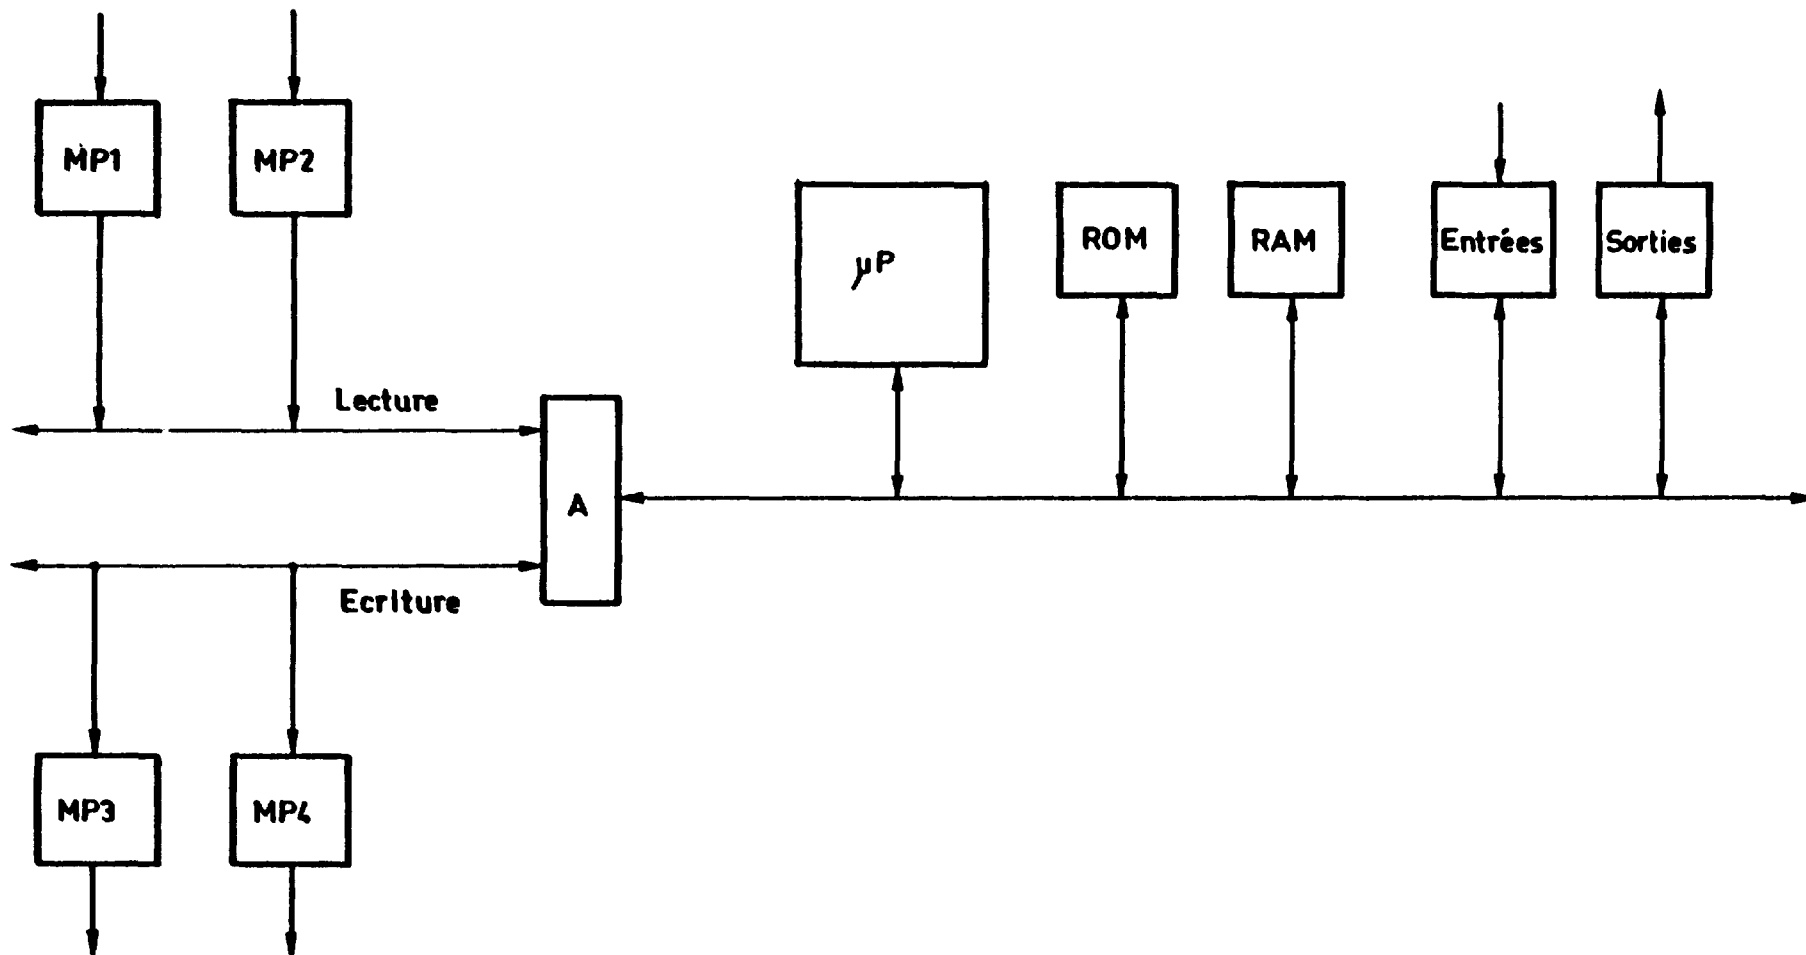 MP1
MP2
µP
ROM
RAM
Entrées
Sorties
Lecture
A
Ecriture
MP3
MP4